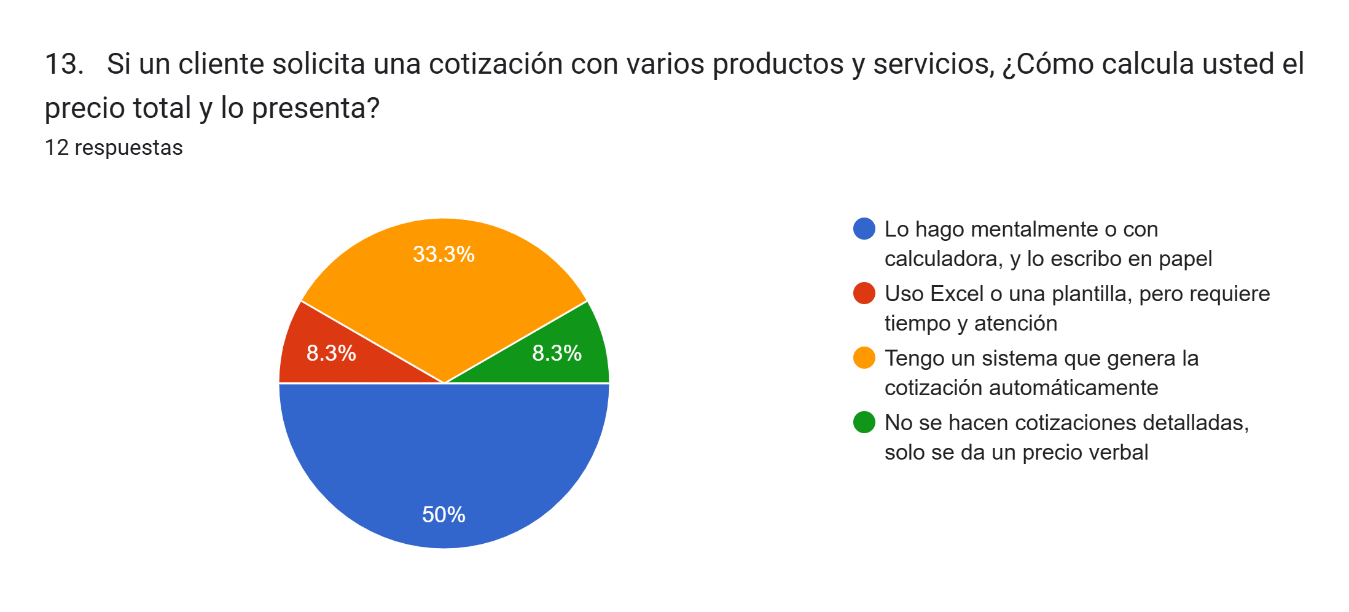 13. Si un cliente solicita una cotización con varios productos y servicios, ¿Cómo calcula usted el
precio total y lo presenta?
12 respuestas
33.3%
8.3%
8.3%
50%
Lo hago mentalmente o con
calculadora, y lo escribo en papel
Uso Excel o una plantilla, pero requiere
tiempo y atención
Tengo un sistema que genera la
cotización automáticamente
No se hacen cotizaciones detalladas,
solo se da un precio verbal